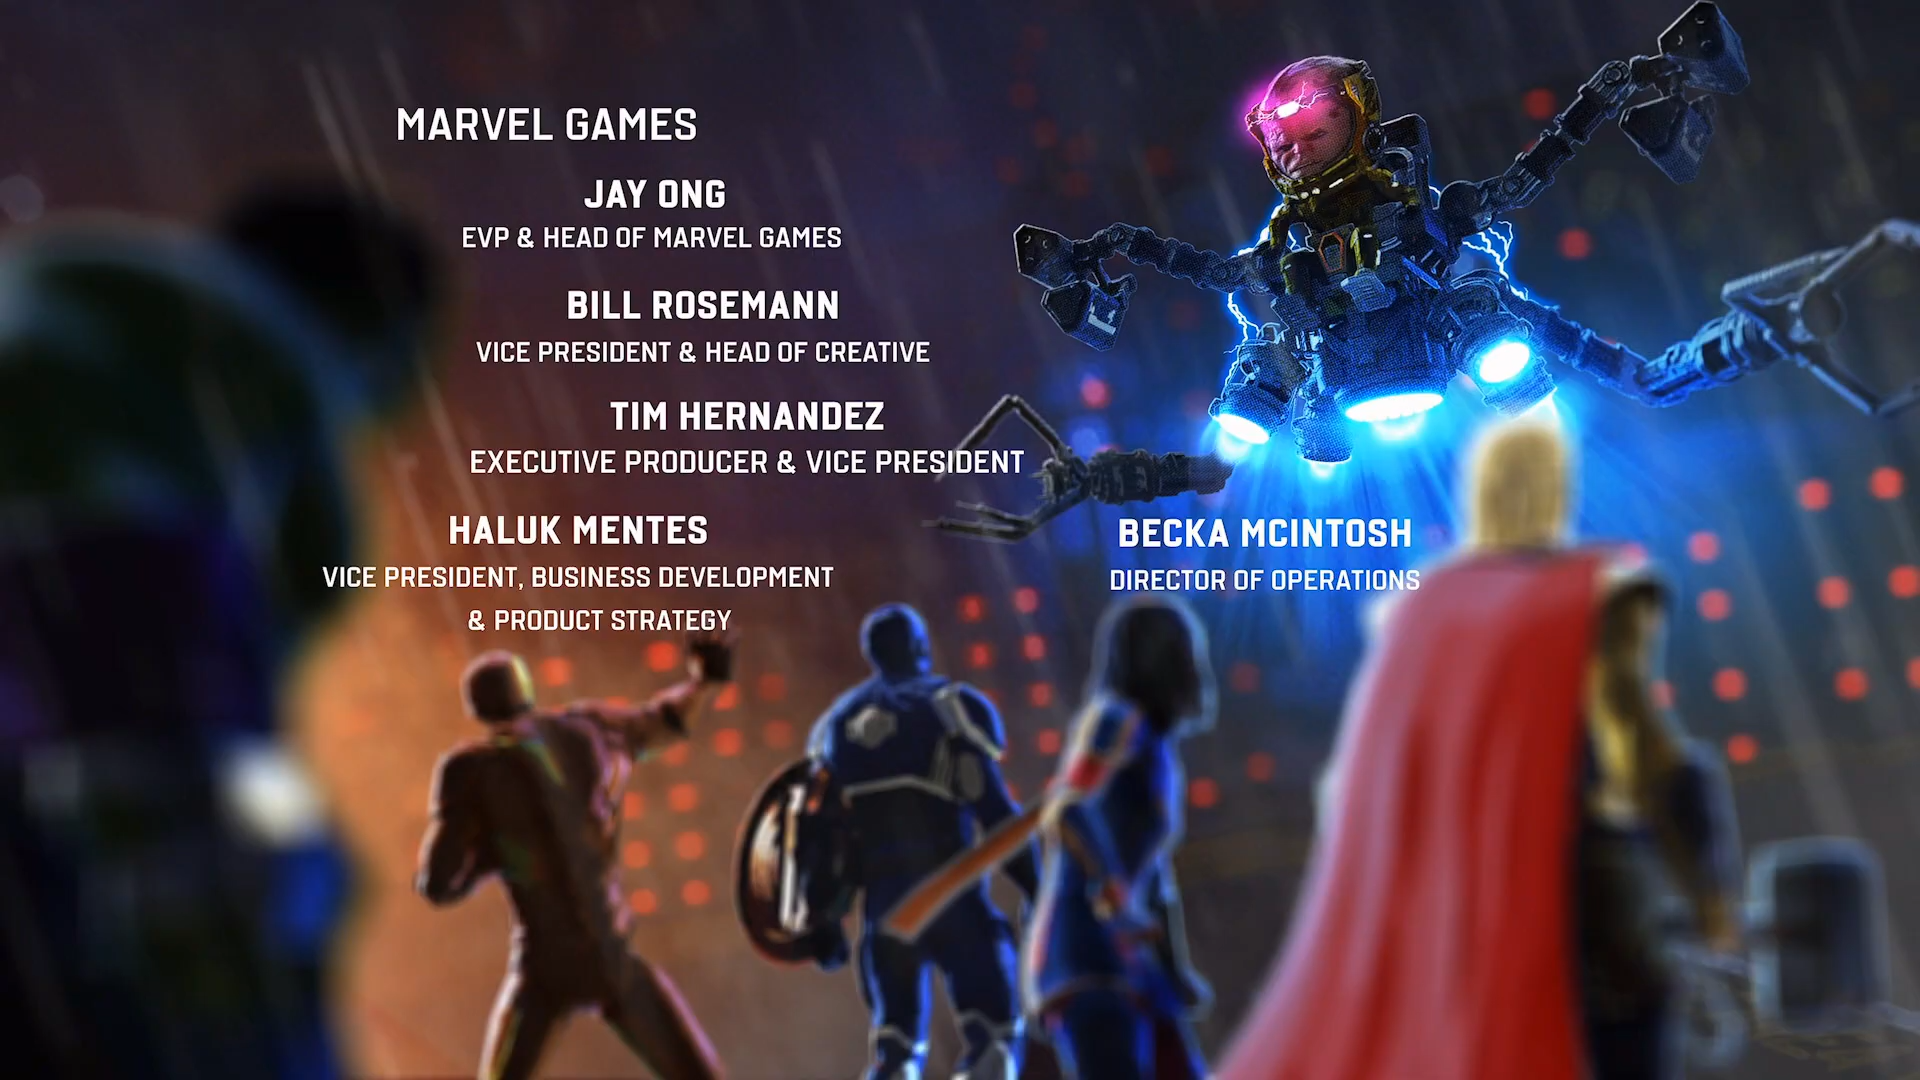 MARVEL GAMES
JAY ONG
EVP & HEAD OF MARVEL GAMES
BILL ROSEMANN
VICE PRESIDENT & HEAD OF CREATIVE
TIM HERNANDEZ
EXECUTIVE PRODUCER & VICE PRESIDENT
HALUK MENTES
VICE PRESIDENT, BUSINESS DEVELOPMENT
& PRODUCT STRATEGY
BECKA MCINTOSH
DIRECTOR OF OPERATIONS